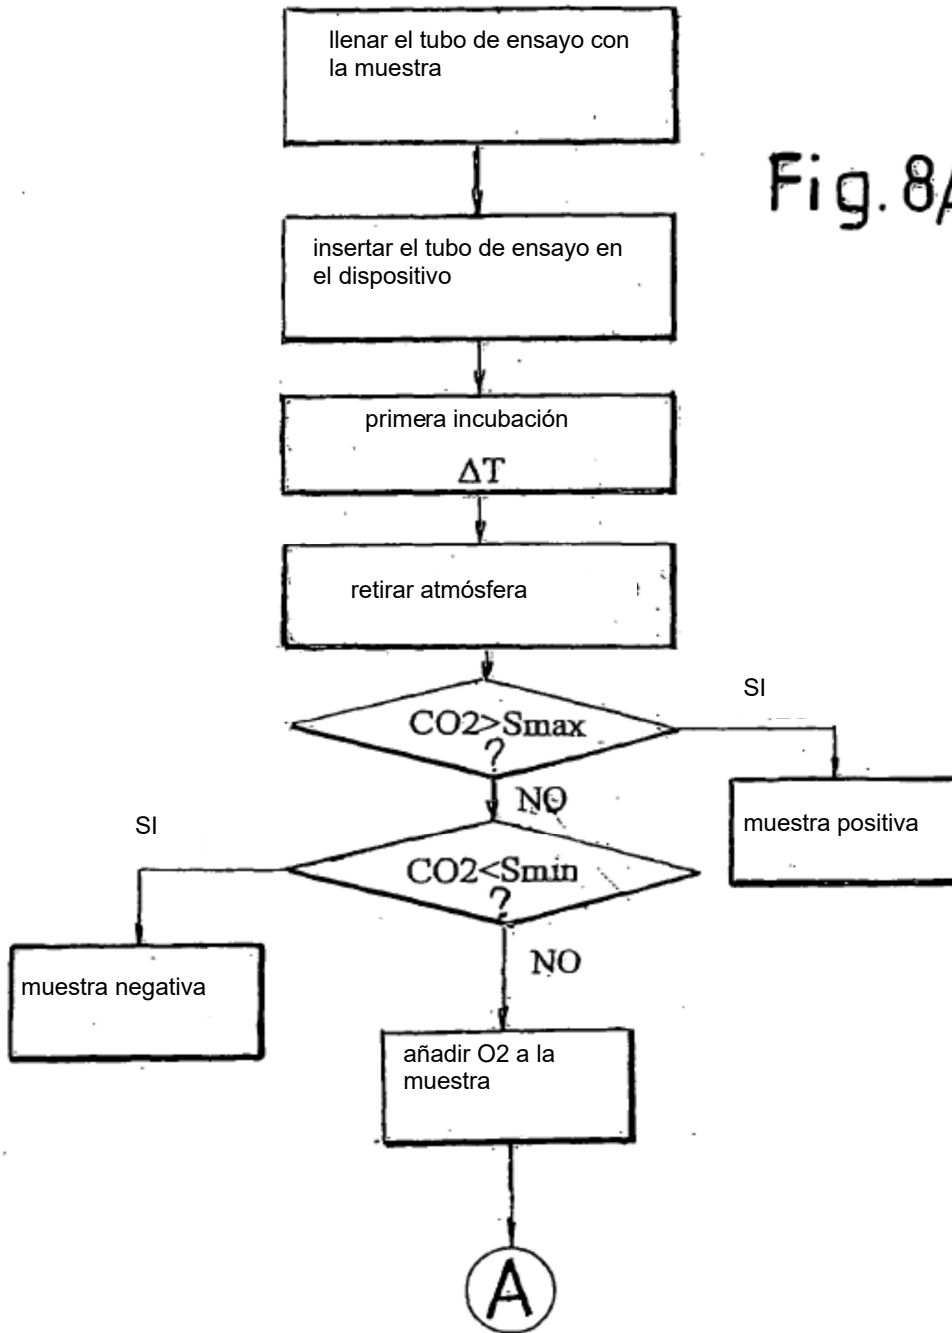 llenar el tubo de ensayo con
la muestra
Fig. 8A
insertar el tubo de ensayo en
el dispositivo
primera incubación
ΔT
retirar atmósfera
CO2>Smax
?
SI
muestra positiva
NO
CO2<Smin
?
SI
muestra negativa
NO
añadir O2 a la
muestra
A